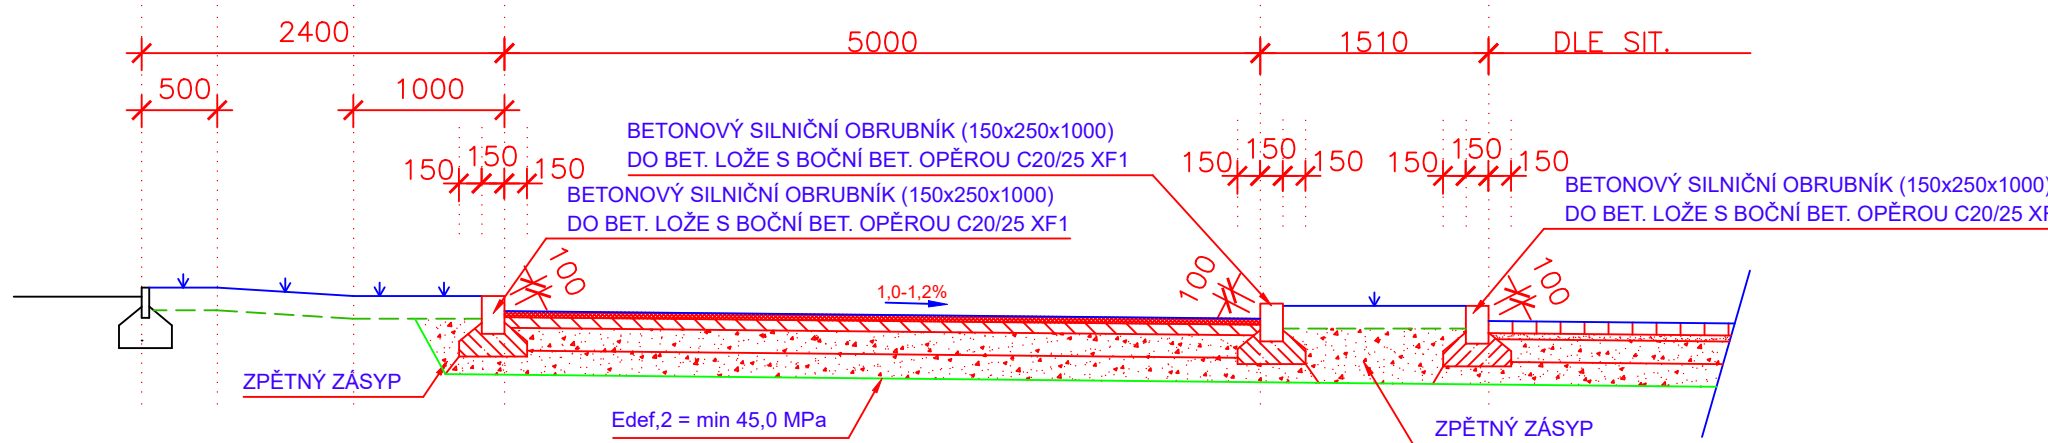 2400
5000
1510
DLE SIT.
500
1000
BETONOVÝ SILNIČNÍ OBRUBNÍK (150x250x1000)
DO BET. LOŽE S BOČNÍ BET. OPĚROU C20/25 XF1
150
150
150
150
150
150
150
150
150
BETONOVÝ SILNIČNÍ OBRUBNÍK (150x250x1000)
DO BET. LOŽE S BOČNÍ BET. OPĚROU C20/25 XF1
BETONOVÝ SILNIČNÍ OBRUBNÍK (150x250x1000)
DO BET. LOŽE S BOČNÍ BET. OPĚROU C20/25 XF
100
100
100
1,0-1,2%
ZPĚTNÝ ZÁSYP
Edef,2 = min 45,0 MPa
ZPĚTNÝ ZÁSYP